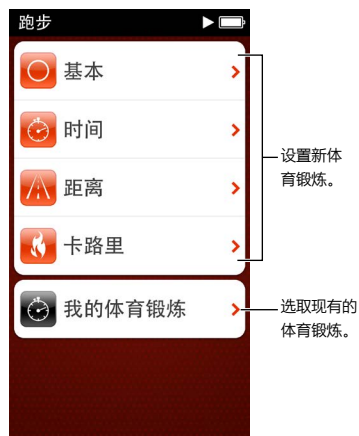 跑步
基本
时间
距离
卡路里
我的体育锻炼
设置新体
育锻炼。
选取现有的
体育锻炼。